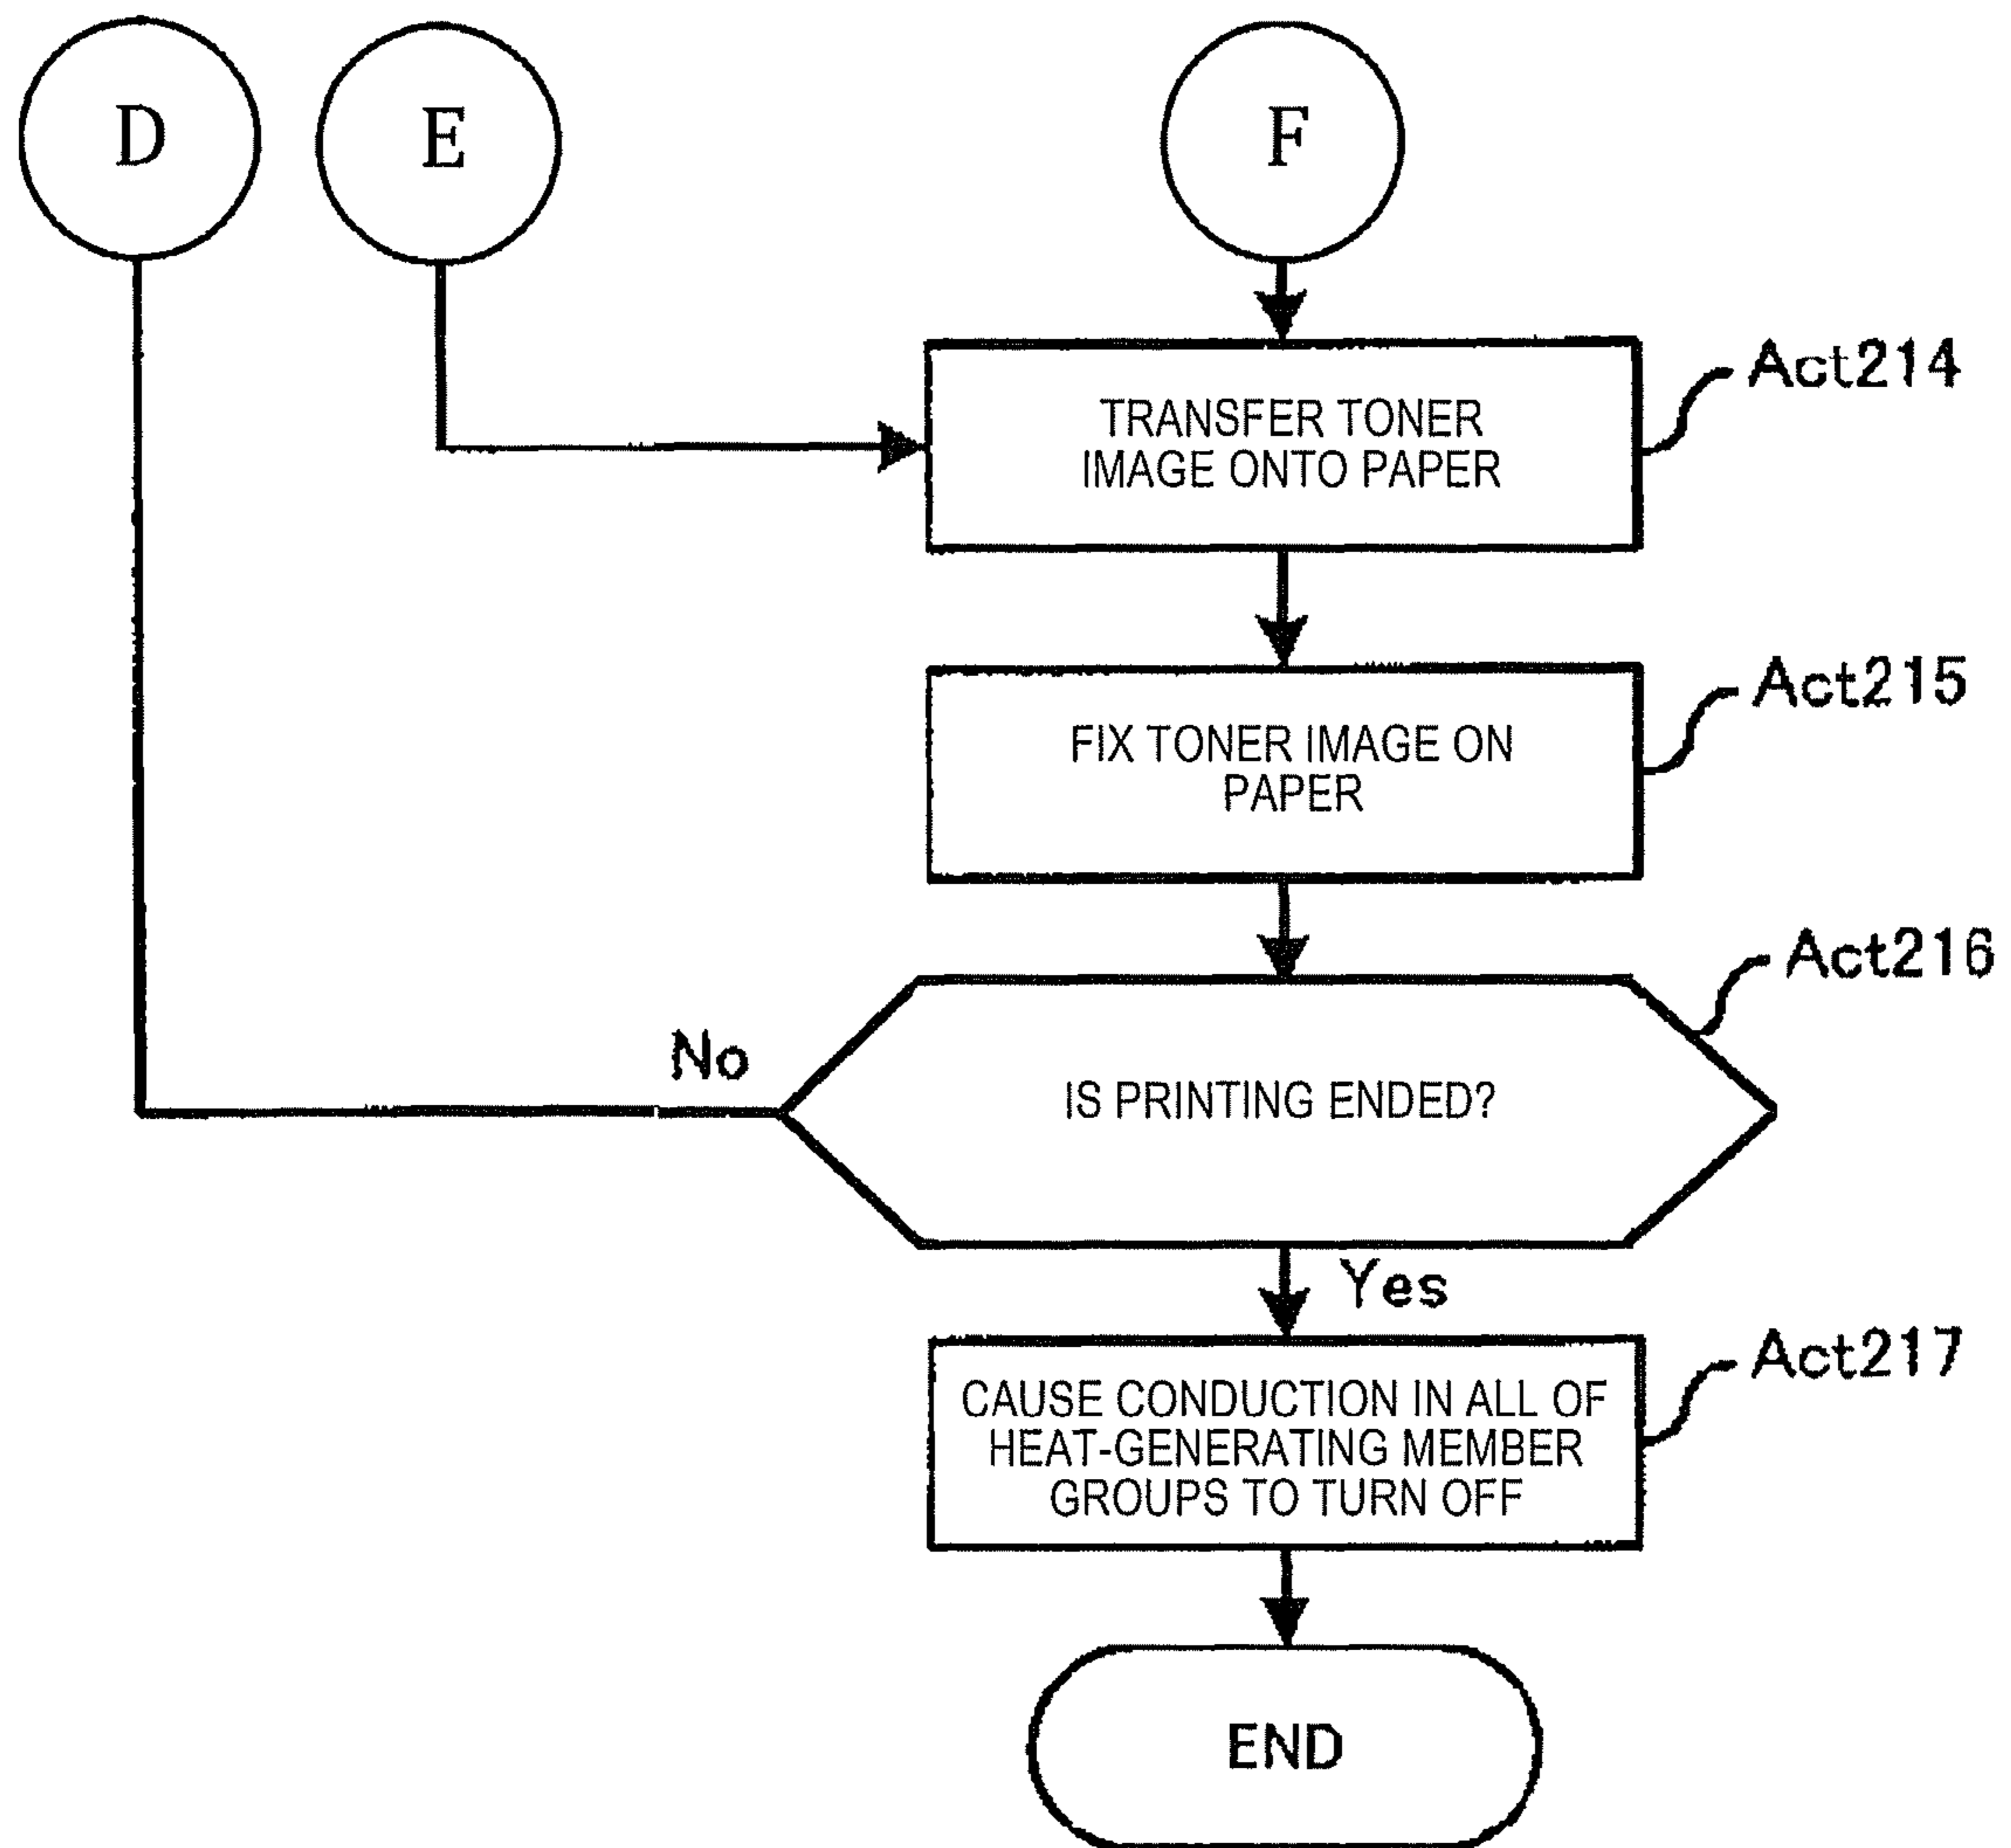 D
E
F
Act214
TRANSFER TONER
IMAGE ONTO PAPER
Act215
FIX TONER IMAGE ON
PAPER
Act216
No
IS PRINTING ENDED?
Yes
Act217
CAUSE CONDUCTION IN ALL OF
HEAT-GENERATING MEMBER
GROUPS TO TURN OFF
END